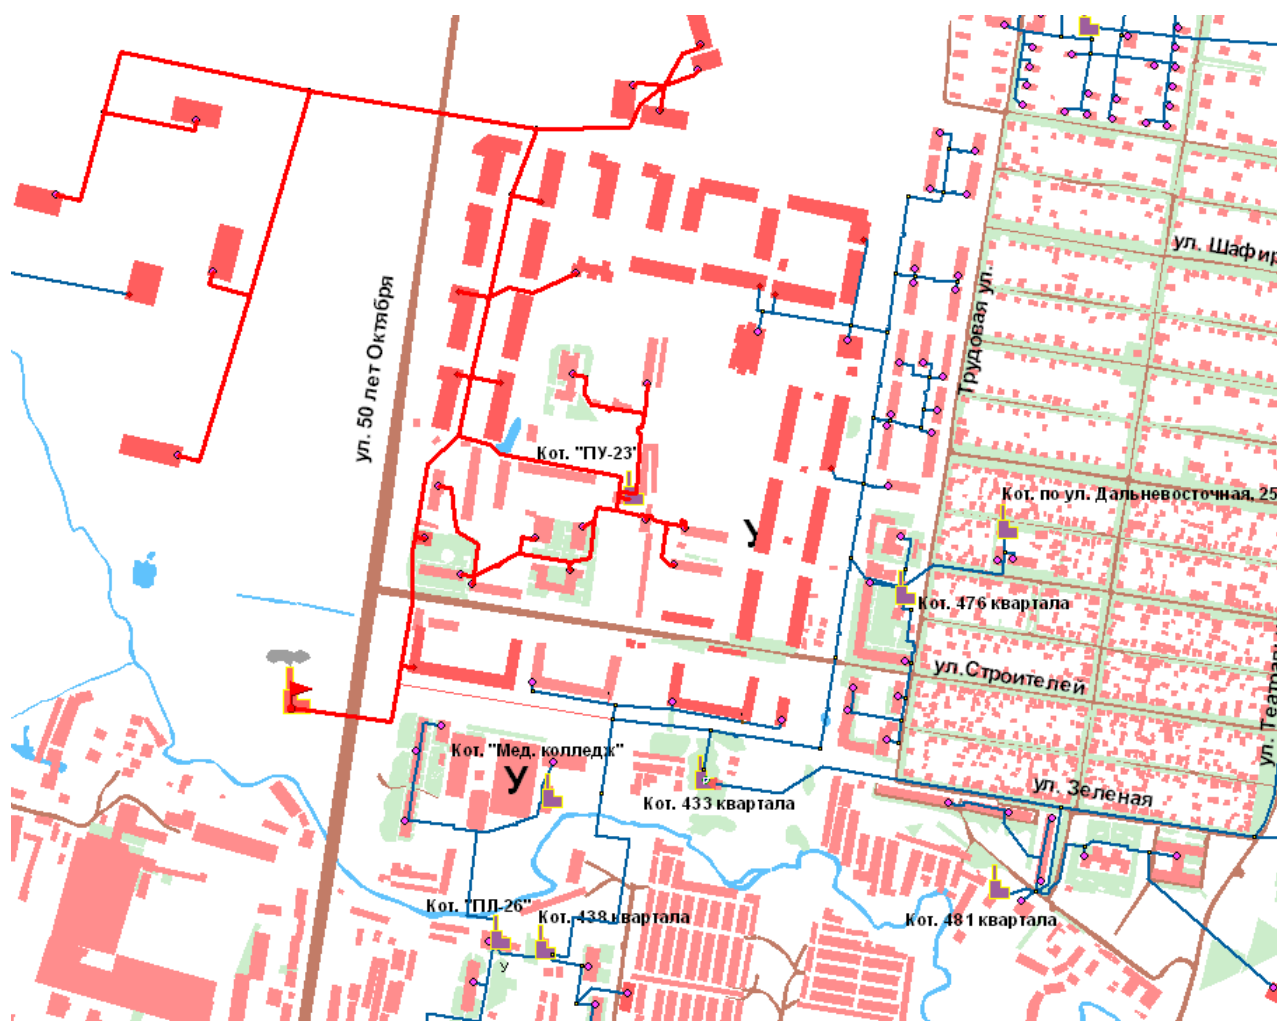 ул. Шафир
ул. 50 лет Октября
Трудовая ул.
Кот. "ПУ-23"
Кот. по ул. Дальневосточная, 25
У
Кот. 476 квартала
ул.Строителей
Кот. "Мед. колледж"
У
ул. Зеленая
Кот. 433 квартала
Кот. "ПЛ-26"
Кот. 438 квартала
Кот. 481 квартала
У